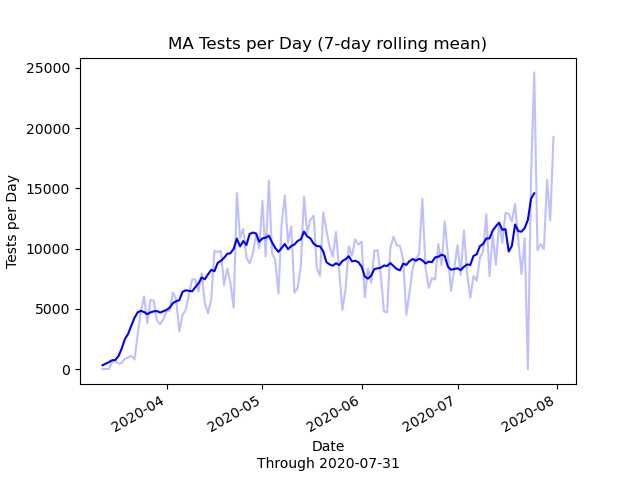 MA Tests per Day (7-day rolling mean)
Tests per Day
25000
20000
15000
10000
5000
0
2020-04
2020-05
2020-06
2020-07
2020-08
Date
Through 2020-07-31